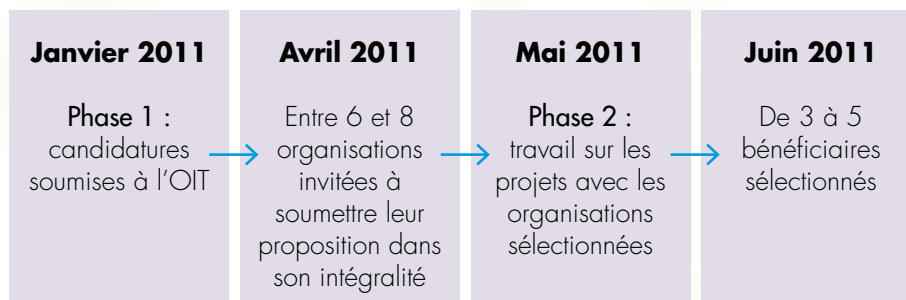 Janvier 2011
Phase 1 :
candidatures
soumises à l'OIT
Avril 2011
Entre 6 et 8
organisations
invitées à
soumettre leur
proposition dans
son intégralité
Mai 2011
Phase 2 :
travail sur les
projets avec les
organisations
sélectionnées
Juin 2011
De 3 à 5
bénéficiaires
sélectionnés